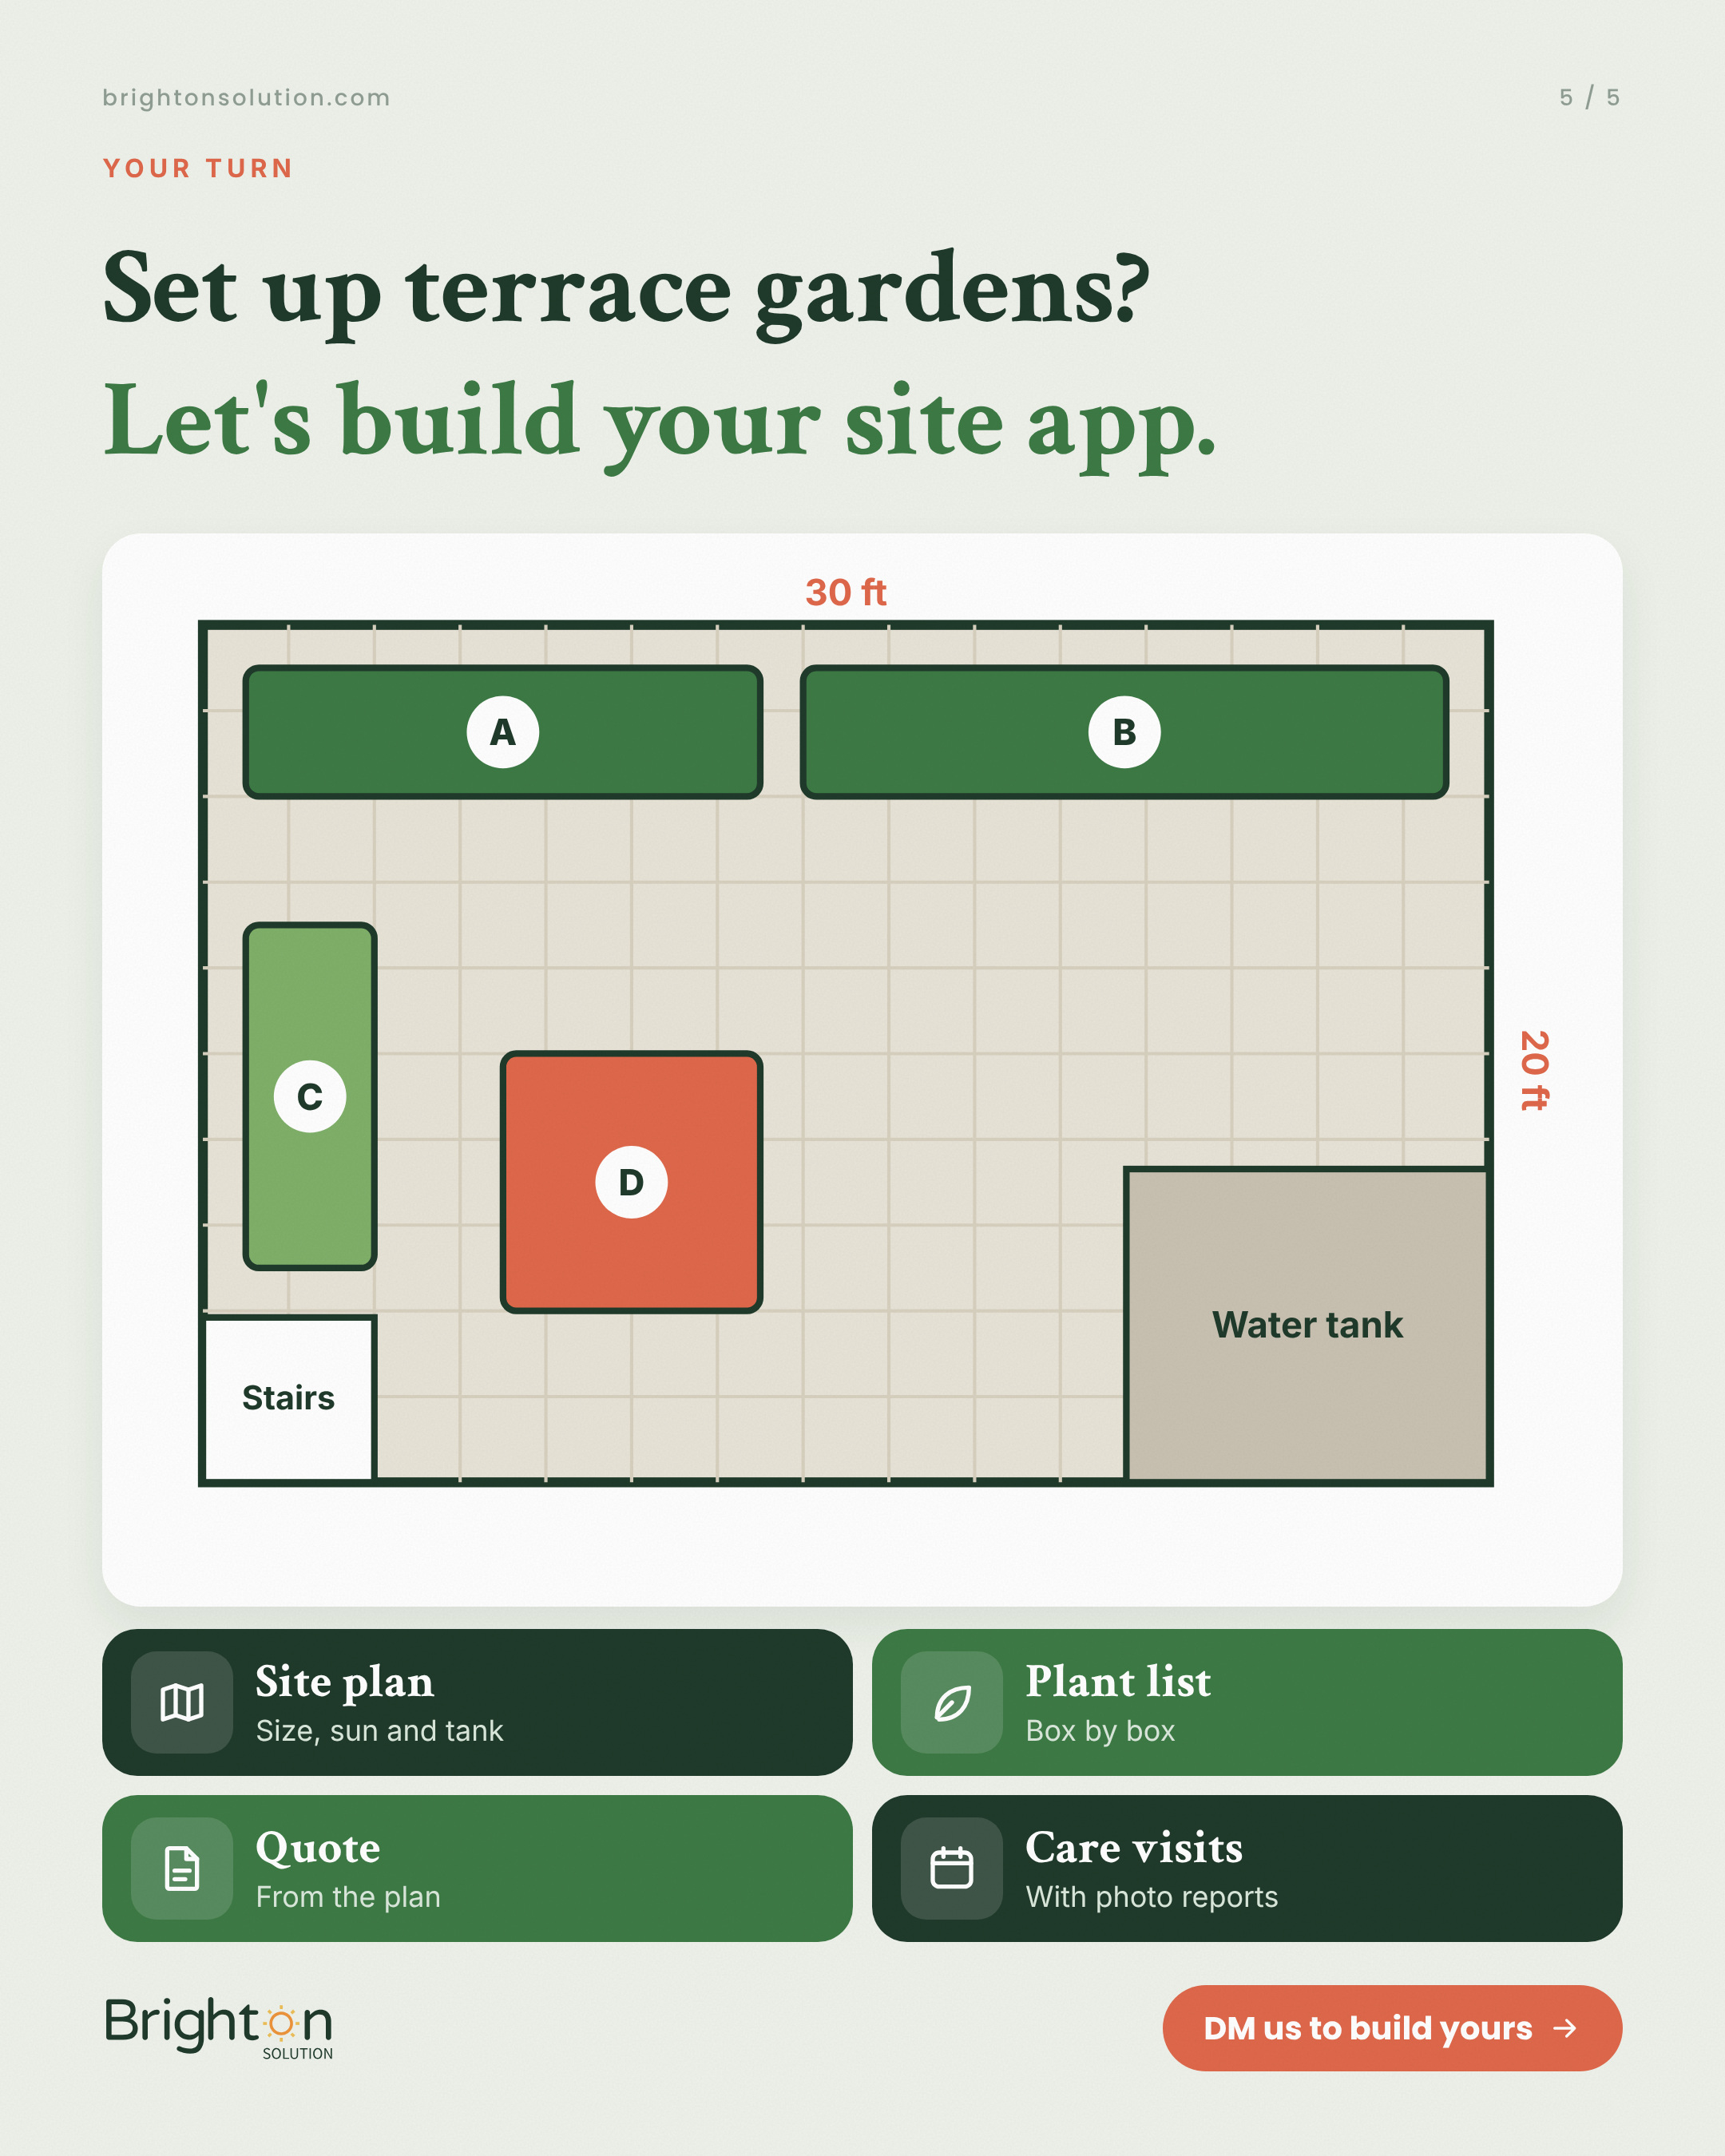 brightonsolution.com
5 / 5
YOUR TURN
Set up terrace gardens?
Let's build your site app.
30 ft
A
B
C
D
20 ft
Water tank
Stairs
Site plan
Size, sun and tank
Plant list
Box by box
Quote
From the plan
Care visits
With photo reports
Brighton
SOLUTION
DM us to build yours →